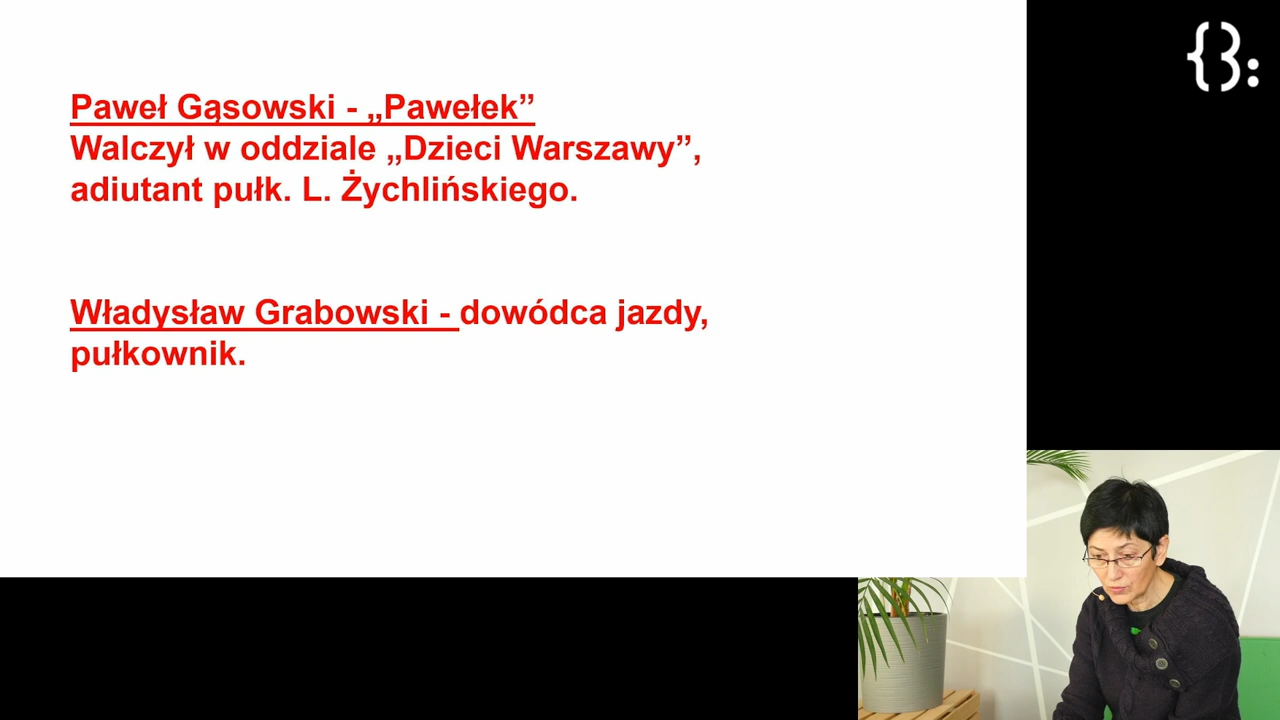 Paweł Gąsowski - „Pawełek”
Walczył w oddziale „Dzieci Warszawy”,
adiutant pułk. L. Żychlińskiego.
Władysław Grabowski - dowódca jazdy,
pułkownik.